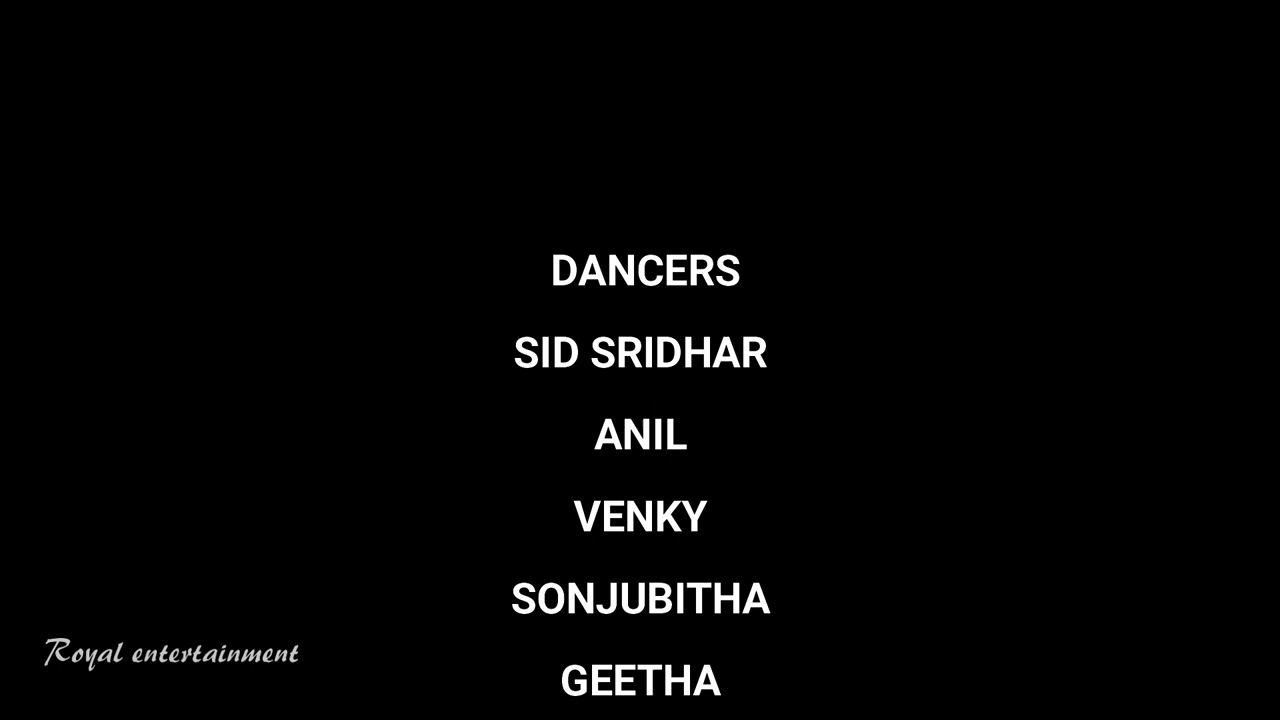 DANCERS
SID SRIDHAR
ANIL
VENKY
SONJUBITHA
GEETHA
Royal entertainment